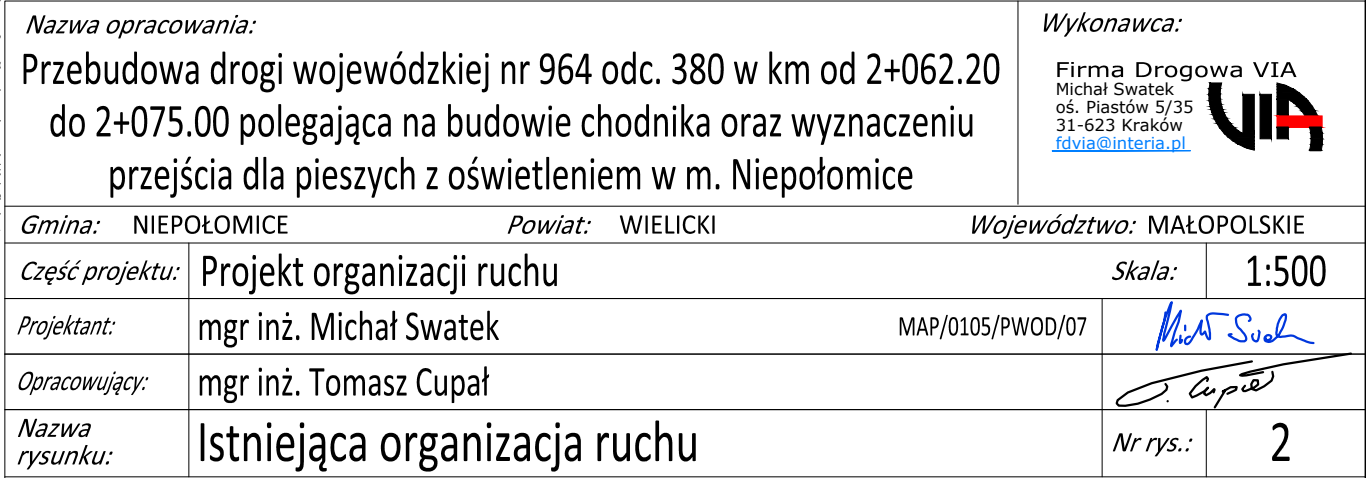 Nazwa opracowania:
Przebudowa drogi wojewódzkiej nr 964 odc. 380 w km od 2+062.20
do 2+075.00 polegająca na budowie chodnika oraz wyznaczeniu
przejścia dla pieszych z oświetleniem w m. Niepołomice
Wykonawca:
Firma Drogowa VIA
Michał Swatek
oś. Piastów 5/35
31-623 Kraków
fdvia@interia.pl
VIA
Gmina: NIEPOŁOMICE Powiat: WIELICKI Województwo: MAŁOPOLSKIE
Część projektu: Projekt organizacji ruchu Skala: 1:500
Projektant: mgr inż. Michał Swatek MAP/0105/PWOD/07
Opracowujący: mgr inż. Tomasz Cupał T. Cupał
Nazwa
rysunku:
Istniejąca organizacja ruchu Nr rys.: 2